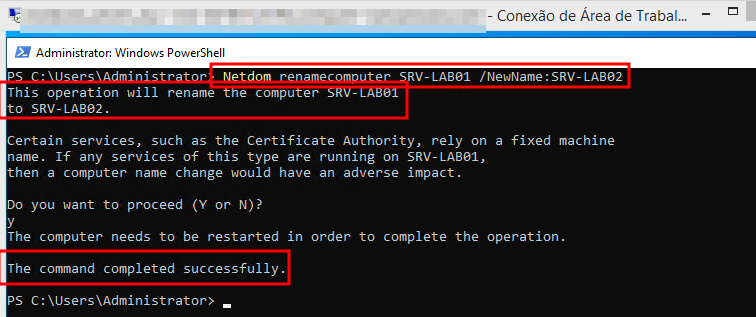 - Conexão de Área de Trabal...
Administrator: Windows PowerShell
PS C:\Users\Administrator> Netdom renamecomputer SRV-LAB01 /NewName:SRV-LAB02
This operation will rename the computer SRV-LAB01
to SRV-LAB02.
Certain services, such as the Certificate Authority, rely on a fixed machine
name. If any services of this type are running on SRV-LAB01,
then a computer name change would have an adverse impact.
Do you want to proceed (Y or N)?
y
The computer needs to be restarted in order to complete the operation.
The command completed successfully.
PS C:\Users\Administrator>